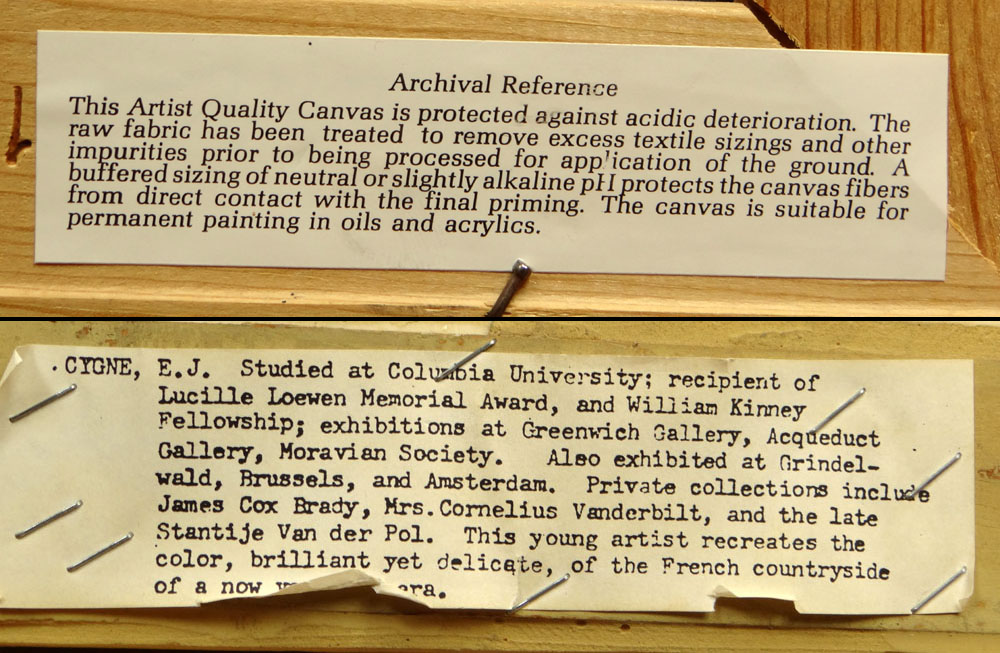 Archival Reference
This Artist Quality Canvas is protected against acidic deterioration. The
raw fabric has been treated to remove excess textile sizings and other
impurities prior to being processed for application of the ground. A
buffered sizing of neutral or slightly alkaline pH protects the canvas fibers
from direct contact with the final priming. The canvas is suitable for
permanent painting in oils and acrylics.
CYGNE, E.J. Studied at Columbia University; recipient of
Lucille Loewen Memorial Award, and William Kinney
Fellowship; exhibitions at Greenwich Gallery, Acqueduct
Gallery, Moravian Society. Also exhibited at Grindel-
wald, Brussels, and Amsterdam. Private collections include
James Cox Brady, Mrs.Cornelius Vanderbilt, and the late
Stantije Van der Pol. This young artist recreates the
color, brilliant yet delicate, of the French countryside
of a now era.